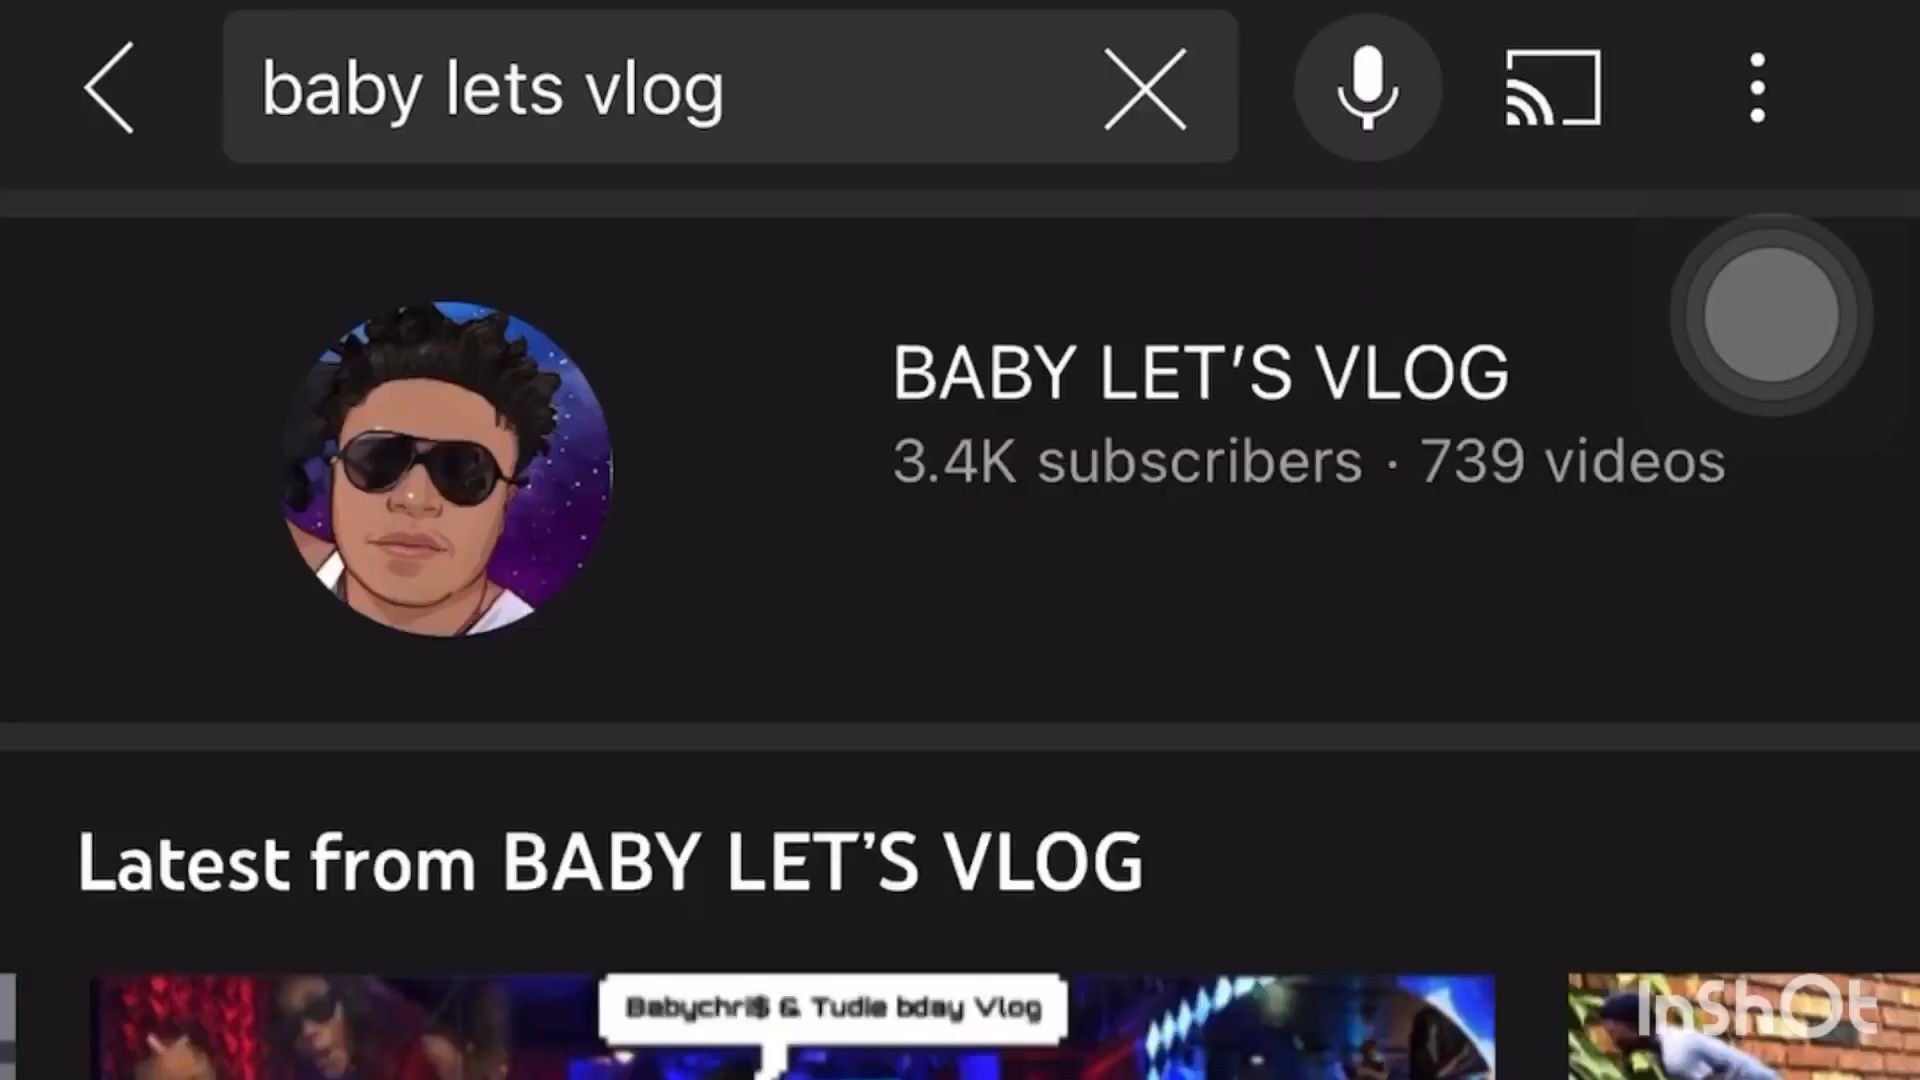 baby lets vlog
BABY LET'S VLOG
3.4K subscribers · 739 videos
Latest from BABY LET'S VLOG
Babychri$ & Tudie bday Vlog
InShOt